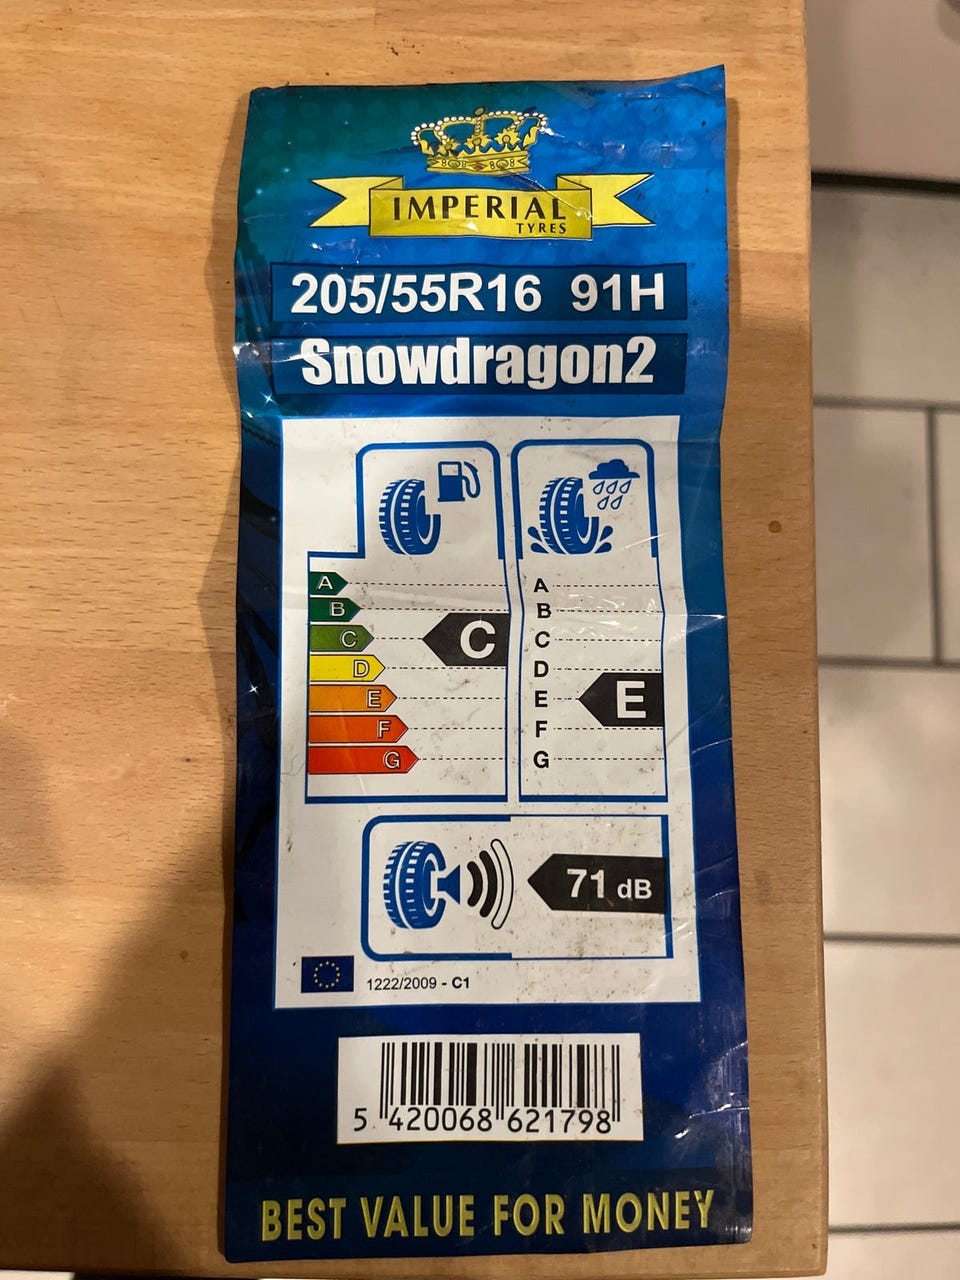 IMPERIAL
TYRES
205/55R16 91H
Snowdragon2
A
B
C
D
E
F
G
C
A
B
C
D
E
F
G
E
71 dB
1222/2009 - C1
5 420068 621798
BEST VALUE FOR MONEY